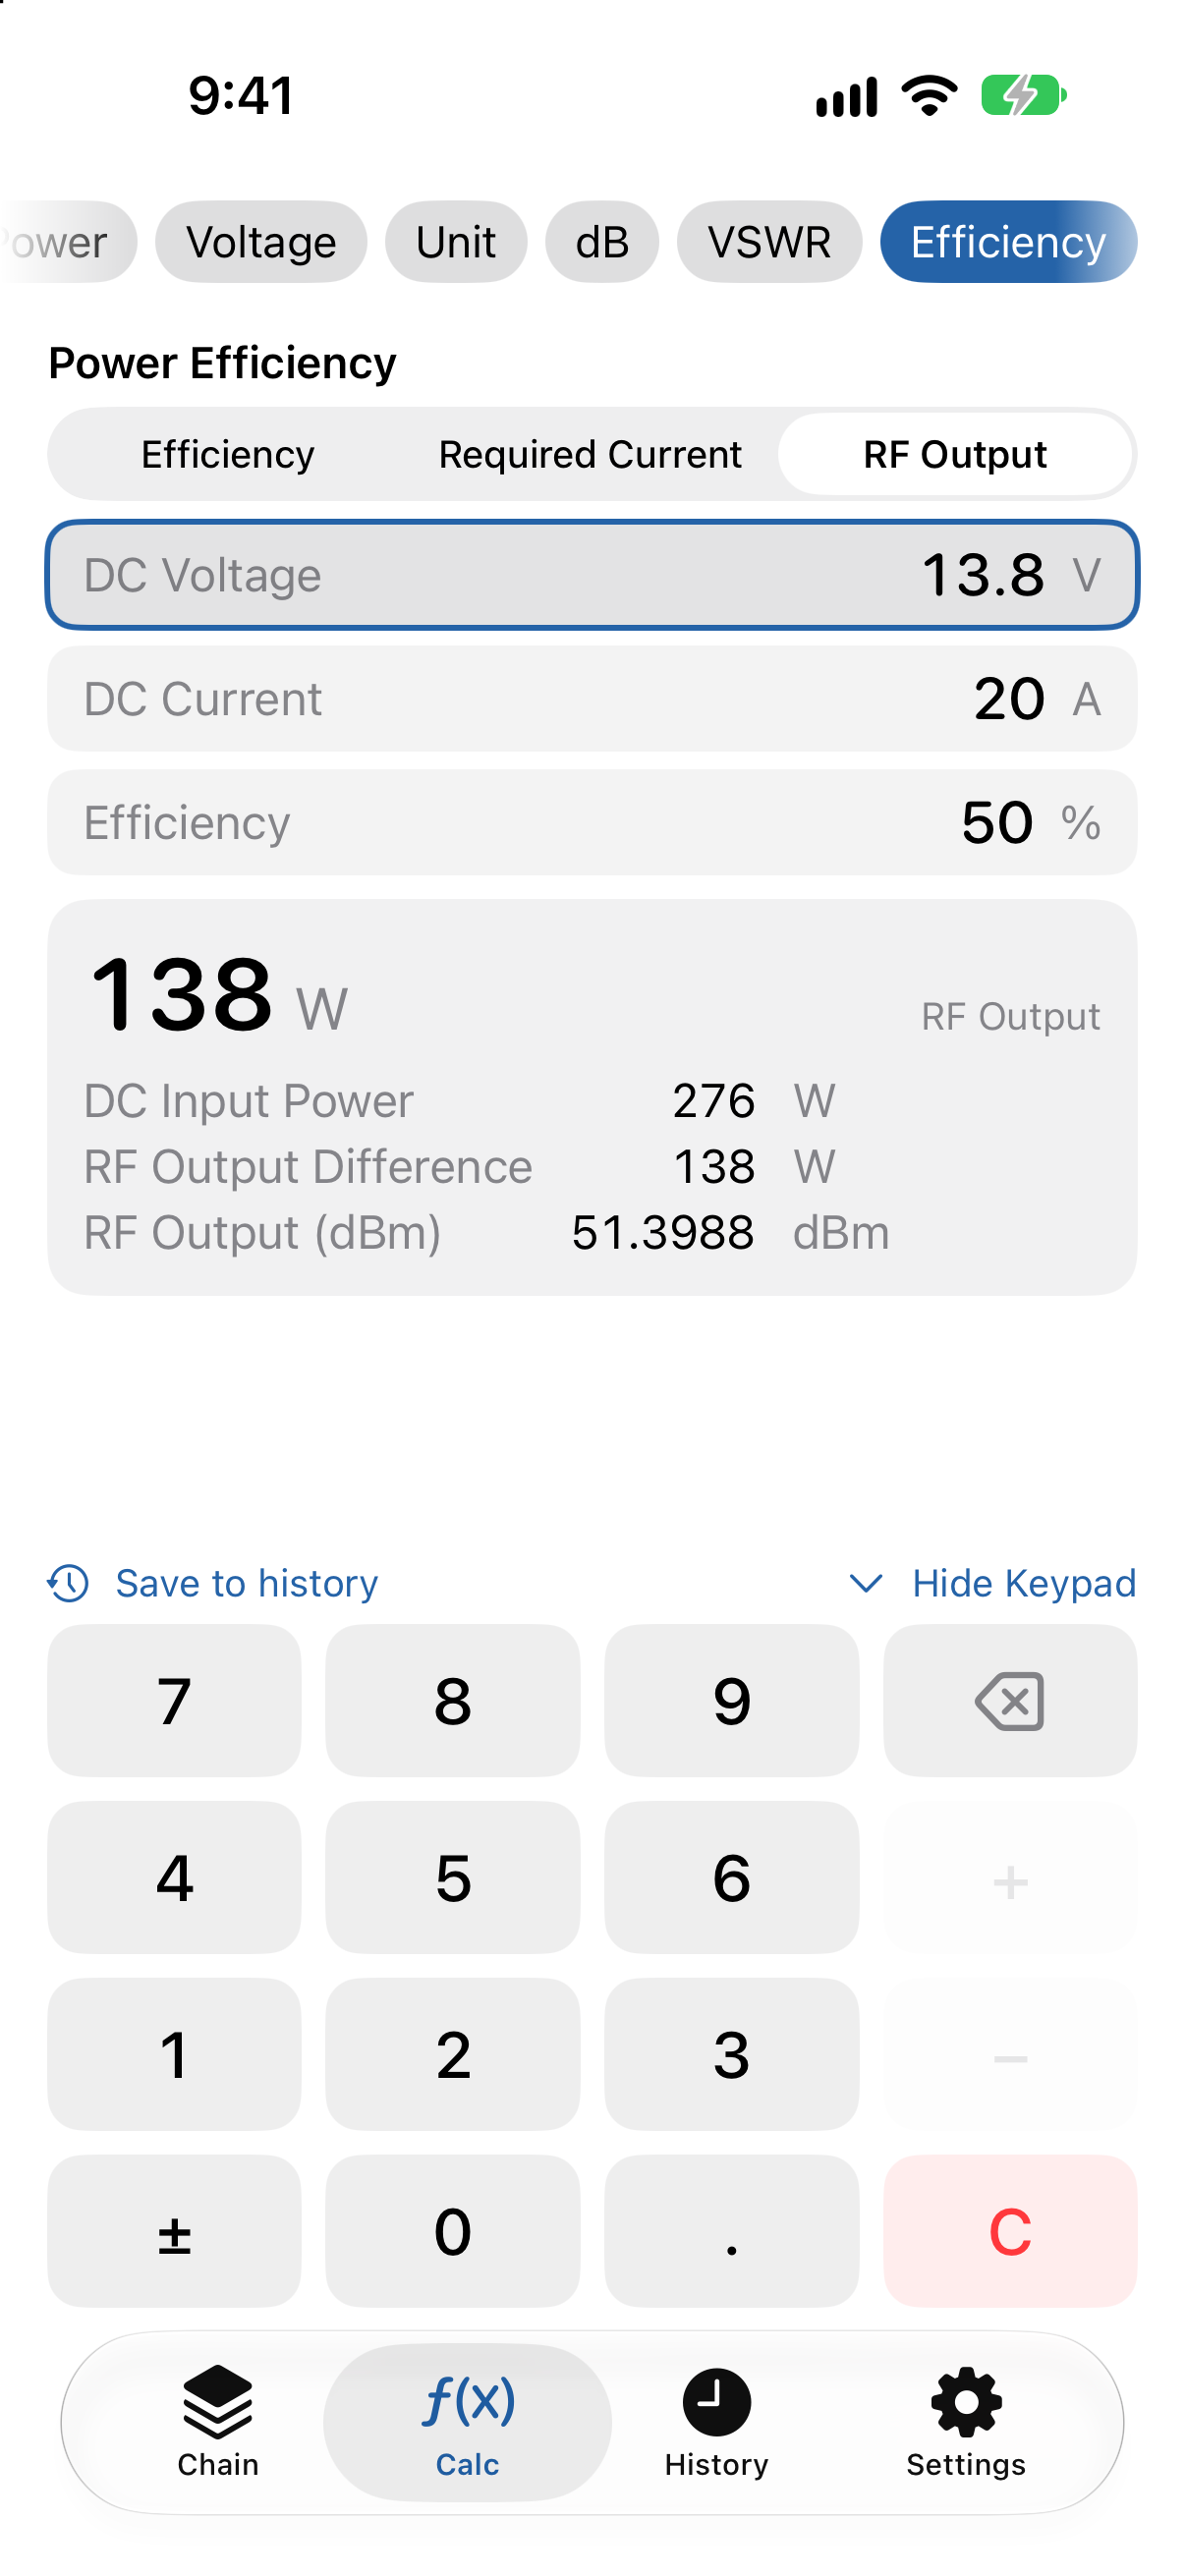 9:41
ower Voltage Unit dB VSWR Efficiency
Power Efficiency
Efficiency Required Current RF Output
DC Voltage 13.8 V
DC Current 20 A
Efficiency 50 %
138 W RF Output
DC Input Power 276 W
RF Output Difference 138 W
RF Output (dBm) 51.3988 dBm
Save to history Hide Keypad
7 8 9
4 5 6 +
1 2 3 −
± 0 . C
f(x)
Chain Calc History Settings